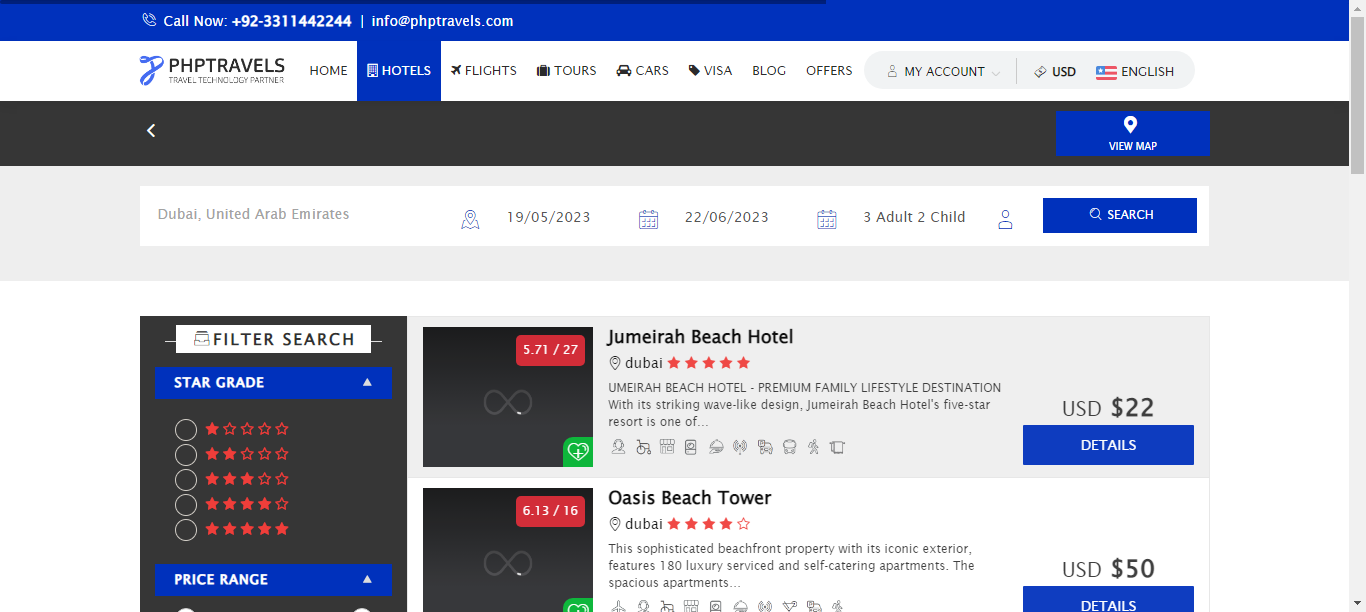 Call Now: +92-3311442244 | info@phptravels.com
PHPTRAVELS
TRAVEL TECHNOLOGY PARTNER
HOME HOTELS FLIGHTS TOURS CARS VISA BLOG OFFERS MY ACCOUNT USD ENGLISH
VIEW MAP
Dubai, United Arab Emirates 19/05/2023 22/06/2023 3 Adult 2 Child SEARCH
FILTER SEARCH
STAR GRADE
PRICE RANGE
5.71 / 27
Jumeirah Beach Hotel
dubai
UMEIRAH BEACH HOTEL - PREMIUM FAMILY LIFESTYLE DESTINATION
With its striking wave-like design, Jumeirah Beach Hotel's five-star
resort is one of...
USD $22
DETAILS
6.13 / 16
Oasis Beach Tower
dubai
This sophisticated beachfront property with its iconic exterior,
features 180 luxury serviced and self-catering apartments. The
spacious apartments...
USD $50
DETAILS